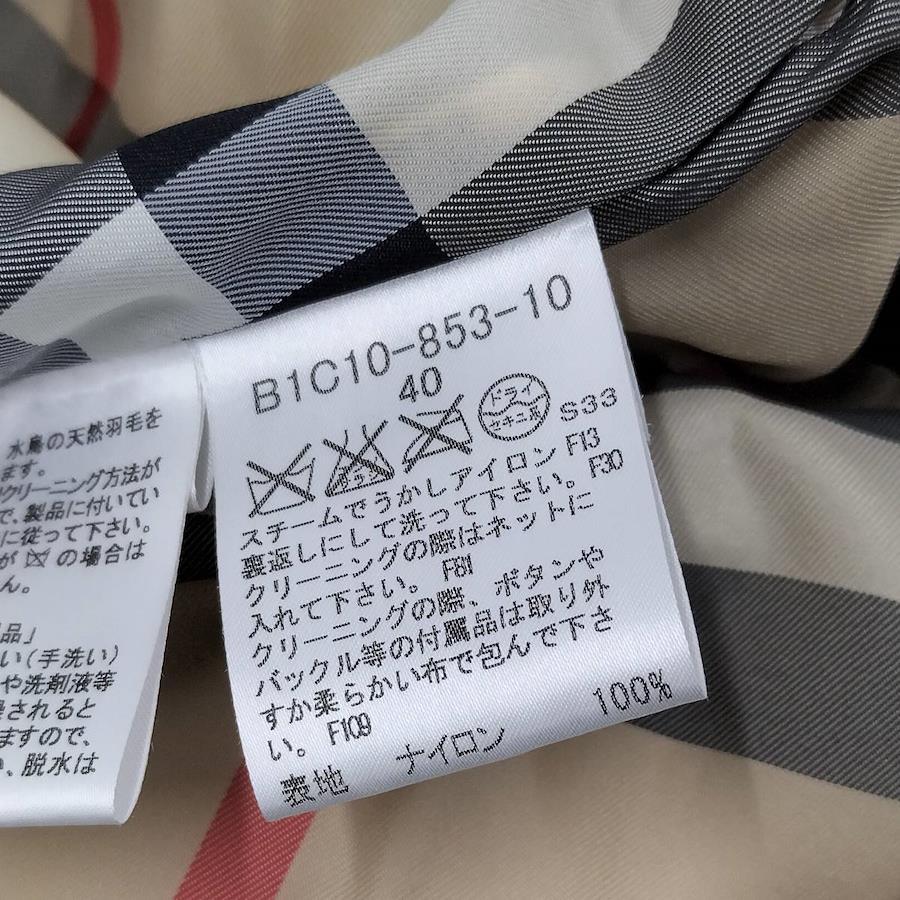 水鳥の天然羽毛を
ます。
クリーニング方法が
で、製品に付いてい
に従って下さい。
が の場合は
ん。
品」
い(手洗い)
や洗剤液等
されると
ますので、
、脱水は
B1C10-853-10
40
ドライ
セキユ系
S33
スチームでうかしアイロン F13
裏返しにして洗って下さい。F30
クリーニングの際はネットに
入れて下さい。 F81
クリーニングの際、ボタンや
バックル等の付属品は取り外
すか柔らかい布で包んで下さ
い。F109
表地 ナイロン 100%